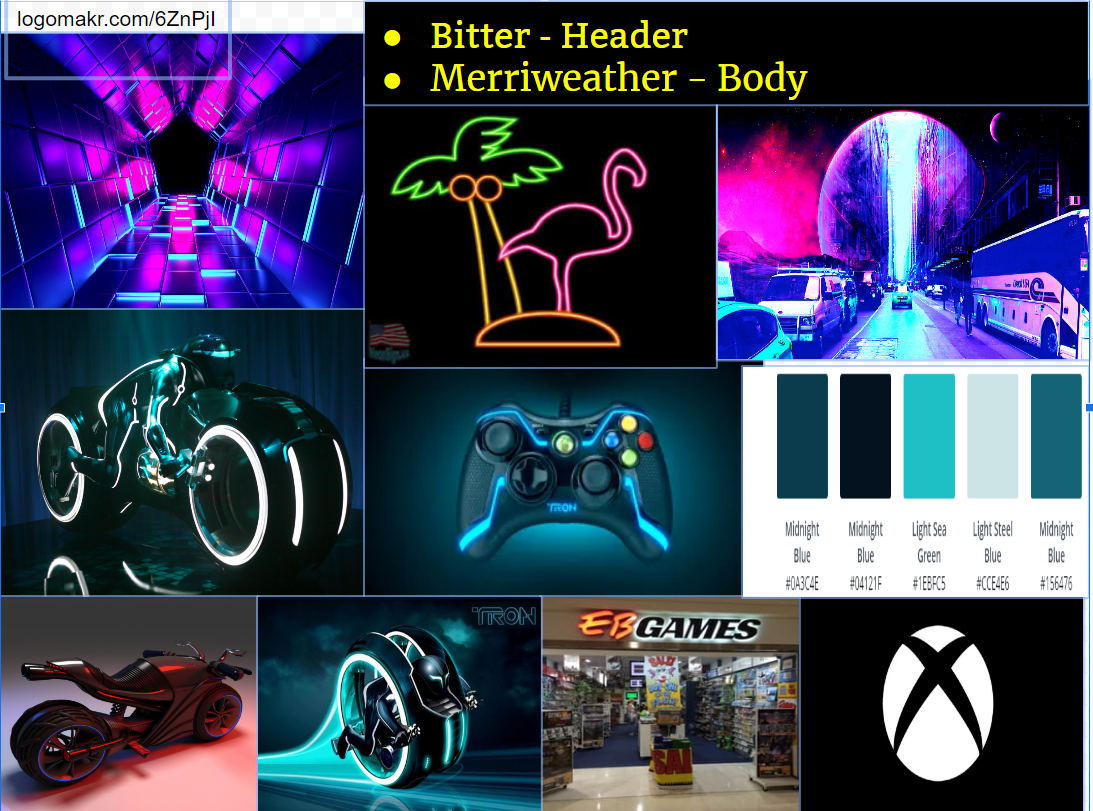 logomakr.com/6ZnPjI
● Bitter - Header
● Merriweather – Body
TRON
Midnight Blue #0A3C4E
Midnight Blue #04121F
Light Sea Green #1EBFC5
Light Steel Blue #CCE4E6
Midnight Blue #156476
TRON
EB GAMES
SALE
SAL